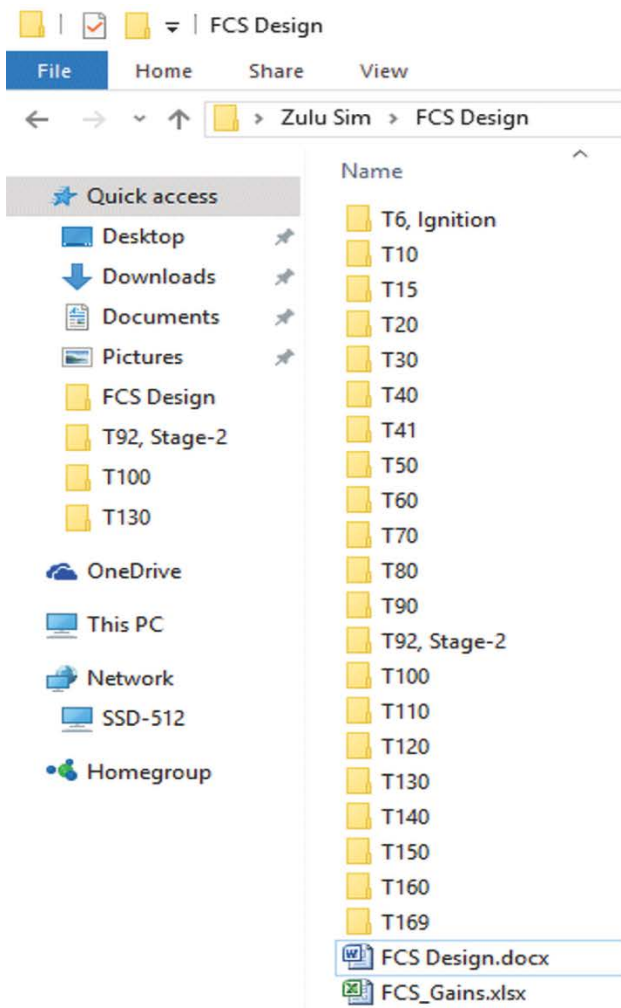 FCS Design
File Home Share View
Zulu Sim > FCS Design
Quick access
Desktop
Downloads
Documents
Pictures
FCS Design
T92, Stage-2
T100
T130
OneDrive
This PC
Network
SSD-512
Homegroup
Name
T6, Ignition
T10
T15
T20
T30
T40
T41
T50
T60
T70
T80
T90
T92, Stage-2
T100
T110
T120
T130
T140
T150
T160
T169
FCS Design.docx
FCS_Gains.xlsx